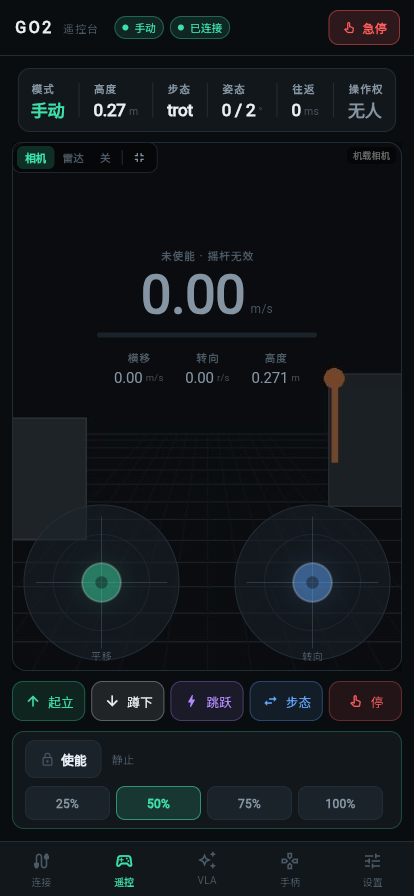 GO2 遥控台 手动 已连接 急停
模式 高度 步态 姿态 往返 操作权
手动 0.27 m trot 0 / 2 ° 0 ms 无人
相机 雷达 关 机载相机
未使能 · 摇杆无效
0.00 m/s
横移 转向 高度
0.00 m/s 0.00 r/s 0.271 m
平移 转向
起立 蹲下 跳跃 步态 停
使能 静止
25% 50% 75% 100%
连接 遥控 VLA 手柄 设置